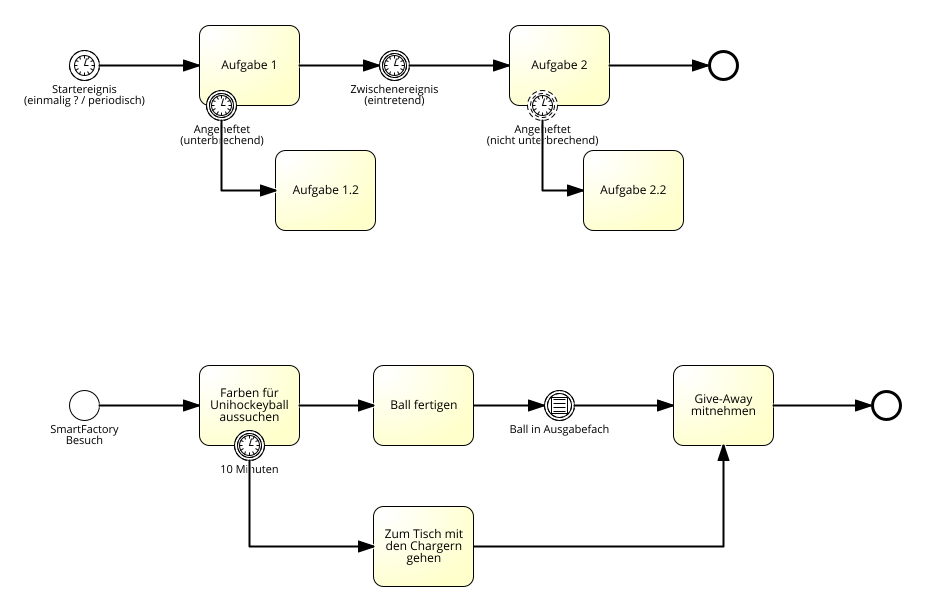 Aufgabe 1
Aufgabe 2
Startereignis
(einmalig ? / periodisch)
Zwischenereignis
(eintretend)
Angeheftet
(unterbrechend)
Angeheftet
(nicht unterbrechend)
Aufgabe 1.2
Aufgabe 2.2
Farben für
Unihockeyball
aussuchen
Ball fertigen
Give-Away
mitnehmen
SmartFactory
Besuch
Ball in Ausgabefach
10 Minuten
Zum Tisch mit
den Chargern
gehen